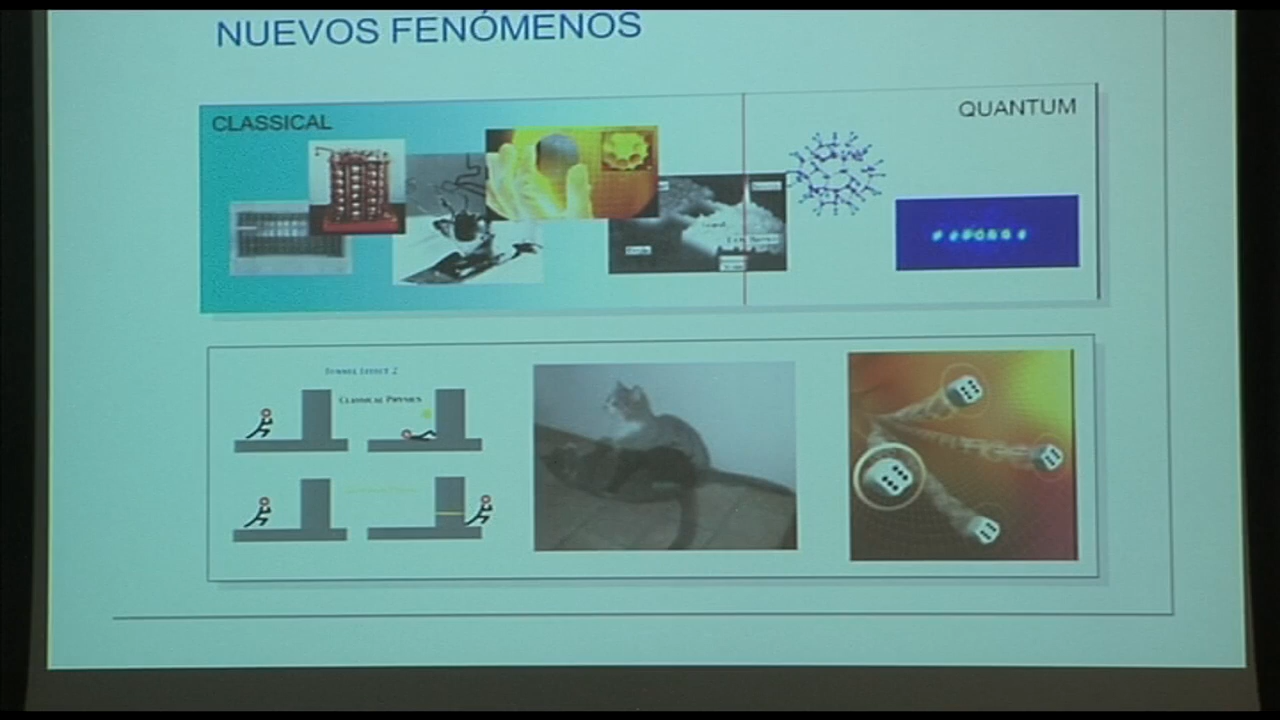 NUEVOS FENÓMENOS
CLASSICAL
QUANTUM
TUNNEL EFFECT 2
CLASSICAL PHYSICS